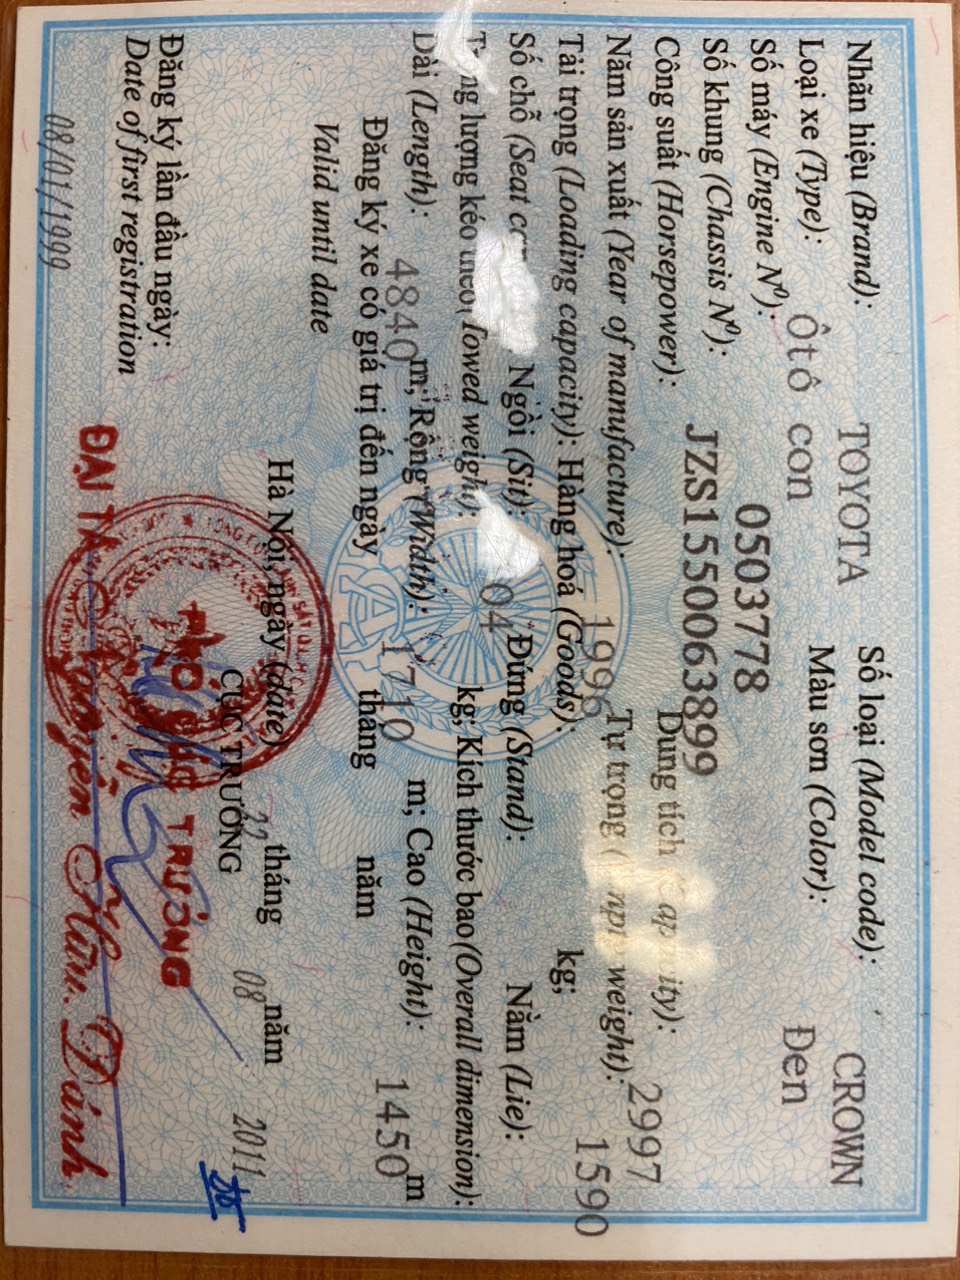 Nhãn hiệu (Brand): TOYOTA Số loại (Model code): CROWN
Loại xe (Type): Ôtô con Màu sơn (Color): Đen
Số máy (Engine Nº): 0503778
Số khung (Chassis Nº): JZS1550063899
Công suất (Horsepower): Dung tích 2997
Năm sản xuất (Year of manufacture): 1996 Tự trọng weight): 1590
Tải trọng (Loading capacity): Hàng hoá (Goods): kg;
Số chỗ (Seat Ngồi (Sit): 04 Đứng (Stand): Nằm (Lie):
lượng kéo theo (Towed weight): kg; Kích thước bao (Overall dimension):
Dài (Length): 4840 m; Rộng (Width): 1710 m; Cao (Height): 1450 m
Đăng ký xe có giá trị đến ngày tháng năm
Valid until date
Hà Nội, ngày (date) 22 tháng 08 năm 2011
CỤC TRƯỞNG
PHÓ CỤC TRƯỞNG
Đăng ký lần đầu ngày:
Date of first registration
08/01/1999
ĐẠI TÁ Nguyễn Hữu Dánh